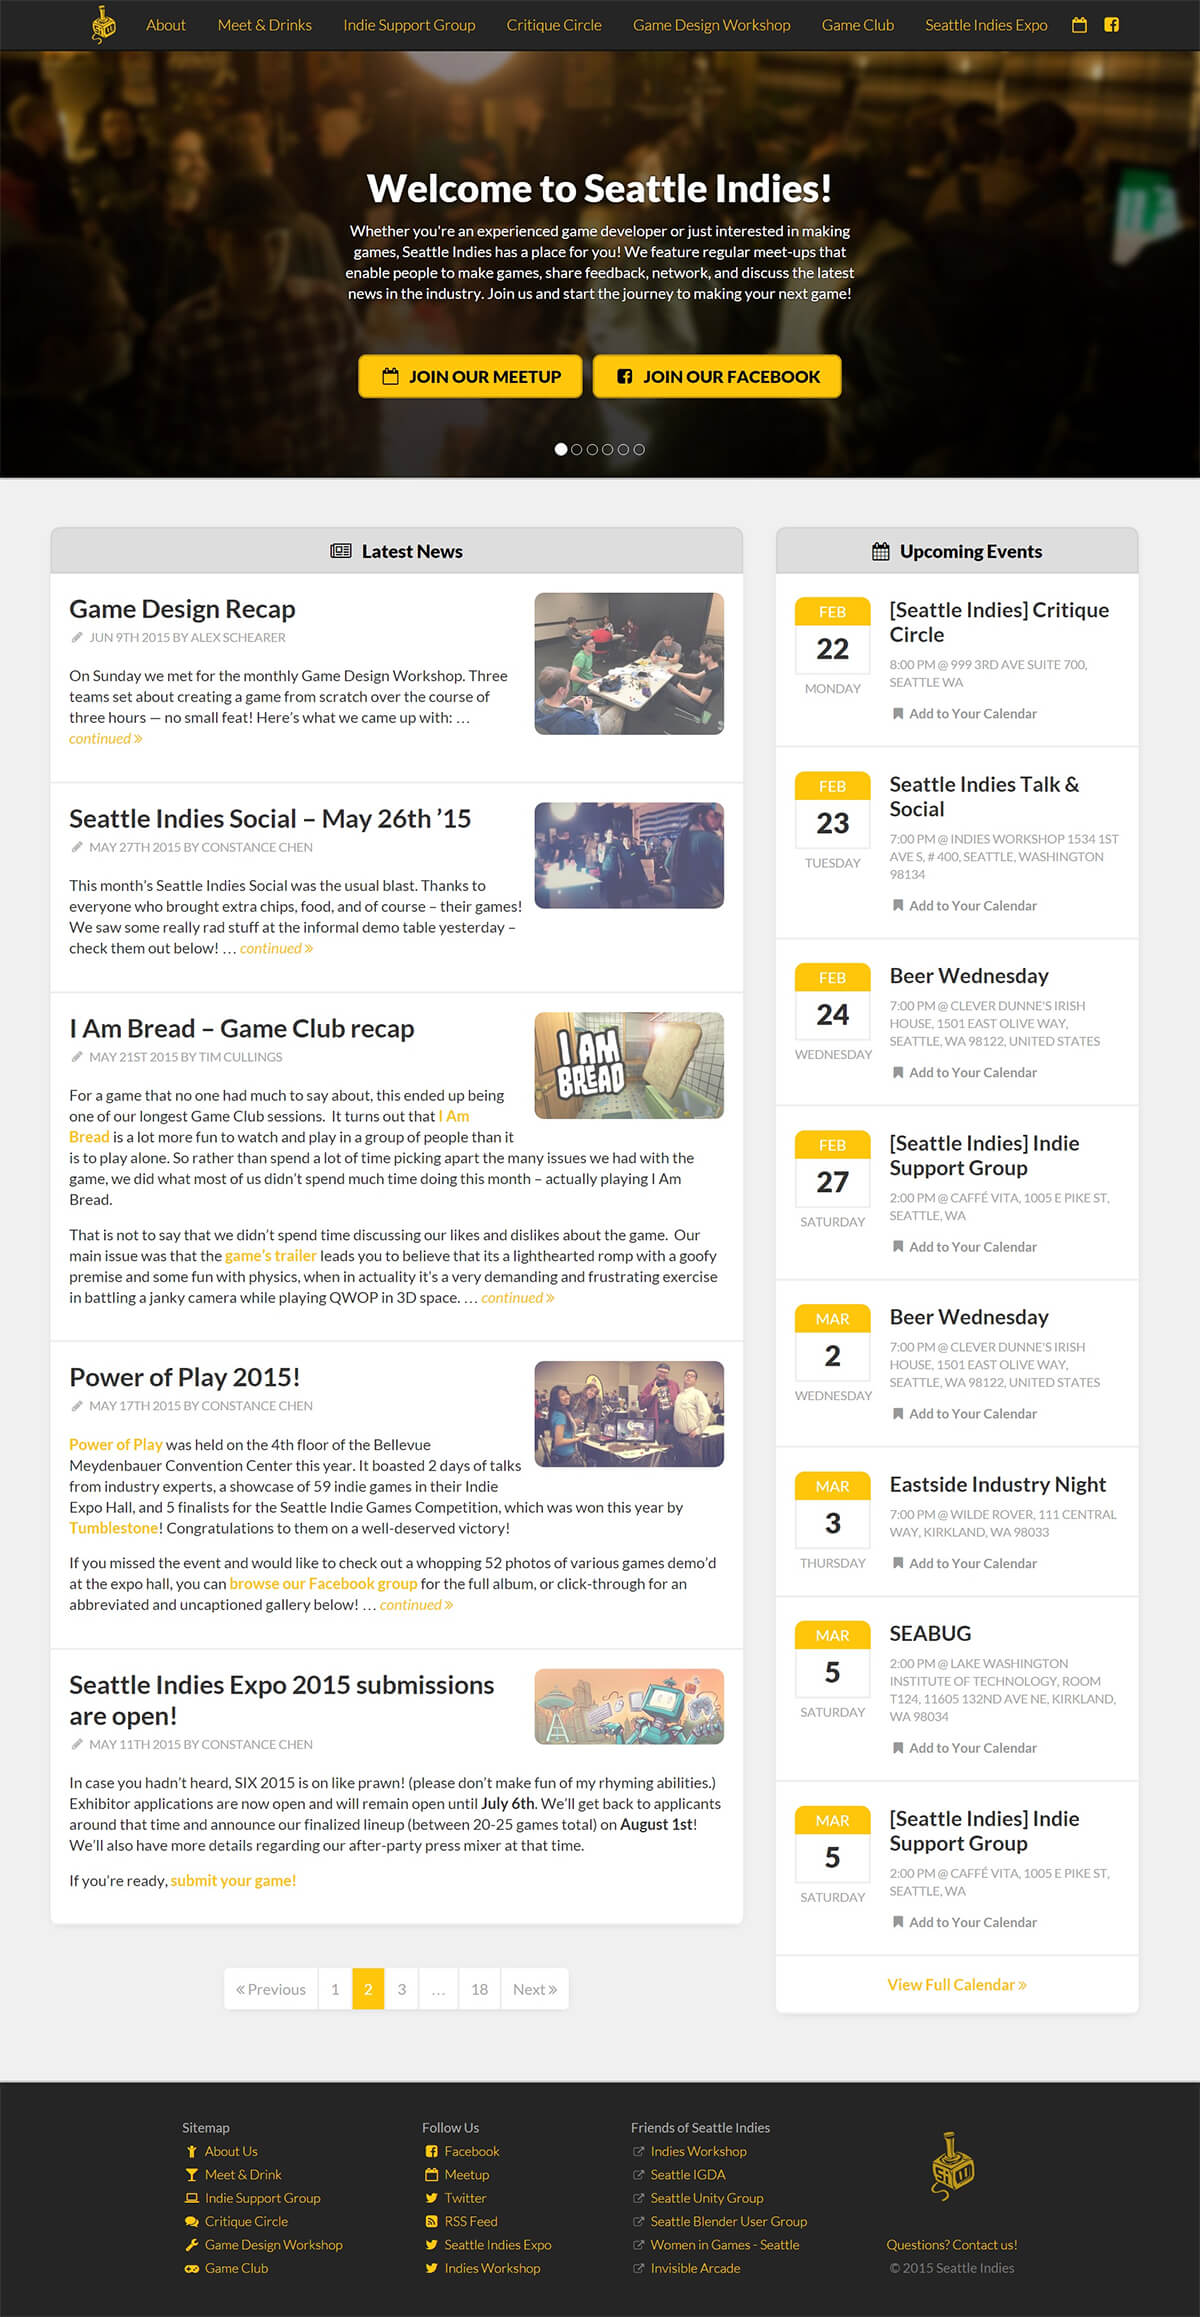 About
Meet & Drinks
Indie Support Group
Critique Circle
Game Design Workshop
Game Club
Seattle Indies Expo
Welcome to Seattle Indies!
Whether you're an experienced game developer or just interested in making
games, Seattle Indies has a place for you! We feature regular meet-ups that
enable people to make games, share feedback, network, and discuss the latest
news in the industry. Join us and start the journey to making your next game!
JOIN OUR MEETUP
JOIN OUR FACEBOOK
Latest News
Game Design Recap
JUN 9TH 2015 BY ALEX SCHEARER
On Sunday we met for the monthly Game Design Workshop. Three
teams set about creating a game from scratch over the course of
three hours — no small feat! Here’s what we came up with: …
continued »
Seattle Indies Social – May 26th ’15
MAY 27TH 2015 BY CONSTANCE CHEN
This month's Seattle Indies Social was the usual blast. Thanks to
everyone who brought extra chips, food, and of course – their games!
We saw some really rad stuff at the informal demo table yesterday –
check them out below! … continued »
I Am Bread – Game Club recap
MAY 21ST 2015 BY TIM CULLINGS
I AM
BREAD
For a game that no one had much to say about, this ended up being
one of our longest Game Club sessions. It turns out that I Am
Bread is a lot more fun to watch and play in a group of people than it
is to play alone. So rather than spend a lot of time picking apart the many issues we had with the
game, we did what most of us didn’t spend much time doing this month – actually playing I Am
Bread.
That is not to say that we didn’t spend time discussing our likes and dislikes about the game. Our
main issue was that the game’s trailer leads you to believe that its a lighthearted romp with a goofy
premise and some fun with physics, when in actuality it’s a very demanding and frustrating exercise
in battling a janky camera while playing QWOP in 3D space. … continued »
Power of Play 2015!
MAY 17TH 2015 BY CONSTANCE CHEN
Power of Play was held on the 4th floor of the Bellevue
Meydenbauer Convention Center this year. It boasted 2 days of talks
from industry experts, a showcase of 59 indie games in their Indie
Expo Hall, and 5 finalists for the Seattle Indie Games Competition, which was won this year by
Tumblestone! Congratulations to them on a well-deserved victory!
If you missed the event and would like to check out a whopping 52 photos of various games demo’d
at the expo hall, you can browse our Facebook group for the full album, or click-through for an
abbreviated and uncaptioned gallery below! … continued »
Seattle Indies Expo 2015 submissions
are open!
MAY 11TH 2015 BY CONSTANCE CHEN
In case you hadn’t heard, SIX 2015 is on like prawn! (please don’t make fun of my rhyming abilities.)
Exhibitor applications are now open and will remain open until July 6th. We’ll get back to applicants
around that time and announce our finalized lineup (between 20-25 games total) on August 1st!
We’ll also have more details regarding our after-party press mixer at that time.
If you’re ready, submit your game!
« Previous
1
2
3
…
18
Next »
Upcoming Events
FEB
22
MONDAY
[Seattle Indies] Critique
Circle
8:00 PM @ 999 3RD AVE SUITE 700,
SEATTLE WA
Add to Your Calendar
FEB
23
TUESDAY
Seattle Indies Talk &
Social
7:00 PM @ INDIES WORKSHOP 1534 1ST
AVE S, # 400, SEATTLE, WASHINGTON
98134
Add to Your Calendar
FEB
24
WEDNESDAY
Beer Wednesday
7:00 PM @ CLEVER DUNNE'S IRISH
HOUSE, 1501 EAST OLIVE WAY,
SEATTLE, WA 98122, UNITED STATES
Add to Your Calendar
FEB
27
SATURDAY
[Seattle Indies] Indie
Support Group
2:00 PM @ CAFFÉ VITA, 1005 E PIKE ST,
SEATTLE, WA
Add to Your Calendar
MAR
2
WEDNESDAY
Beer Wednesday
7:00 PM @ CLEVER DUNNE'S IRISH
HOUSE, 1501 EAST OLIVE WAY,
SEATTLE, WA 98122, UNITED STATES
Add to Your Calendar
MAR
3
THURSDAY
Eastside Industry Night
7:00 PM @ WILDE ROVER, 111 CENTRAL
WAY, KIRKLAND, WA 98033
Add to Your Calendar
MAR
5
SATURDAY
SEABUG
2:00 PM @ LAKE WASHINGTON
INSTITUTE OF TECHNOLOGY, ROOM
T124, 11605 132ND AVE NE, KIRKLAND,
WA 98034
Add to Your Calendar
MAR
5
SATURDAY
[Seattle Indies] Indie
Support Group
2:00 PM @ CAFFÉ VITA, 1005 E PIKE ST,
SEATTLE, WA
Add to Your Calendar
View Full Calendar »
Sitemap
About Us
Meet & Drink
Indie Support Group
Critique Circle
Game Design Workshop
Game Club
Follow Us
Facebook
Meetup
Twitter
RSS Feed
Seattle Indies Expo
Indies Workshop
Friends of Seattle Indies
Indies Workshop
Seattle IGDA
Seattle Unity Group
Seattle Blender User Group
Women in Games - Seattle
Invisible Arcade
Questions? Contact us!
© 2015 Seattle Indies